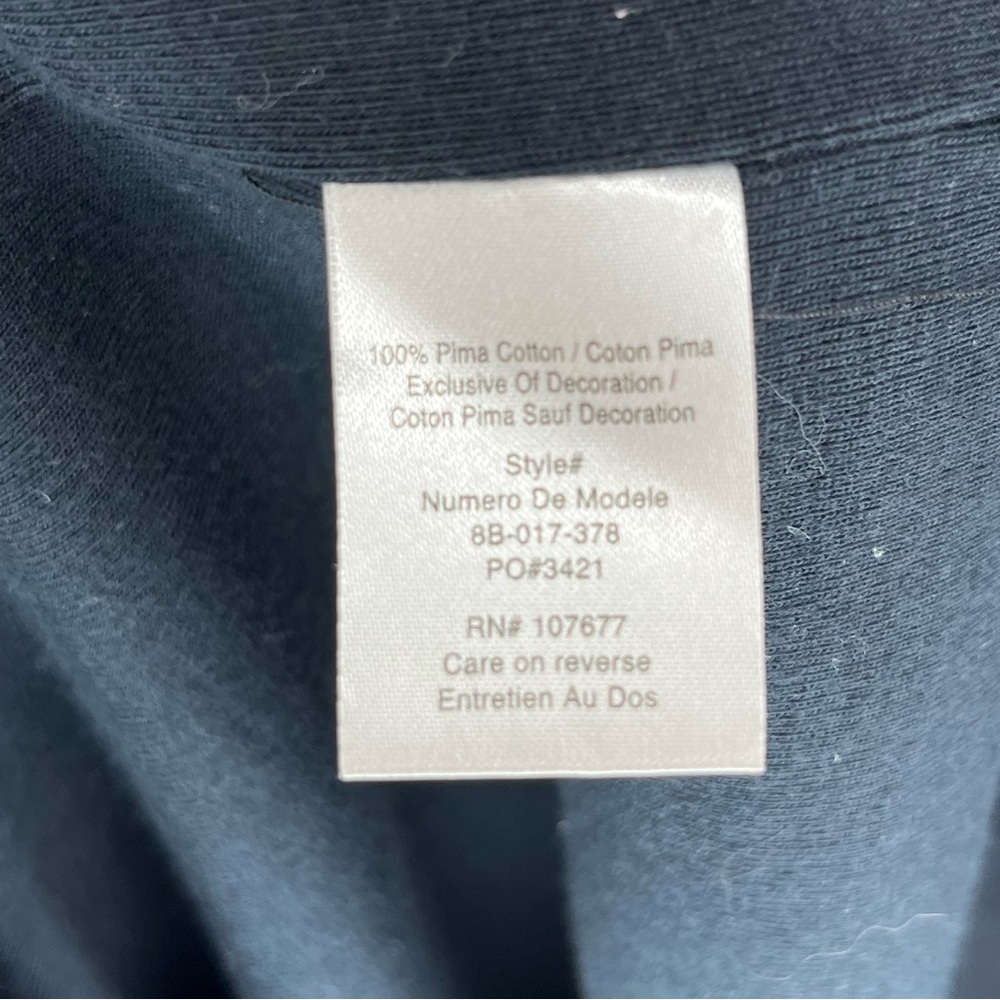 100% Pima Cotton / Coton Pima
Exclusive Of Decoration /
Coton Pima Sauf Decoration
Style#
Numero De Modele
8B-017-378
PO#3421
RN# 107677
Care on reverse
Entretien Au Dos